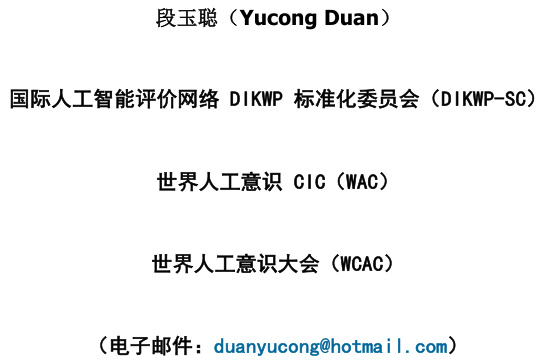 段玉聪（Yucong Duan）
国际人工智能评价网络 DIKWP 标准化委员会（DIKWP-SC）
世界人工意识 CIC（WAC）
世界人工意识大会（WCAC）
（电子邮件：duanyucong@hotmail.com）